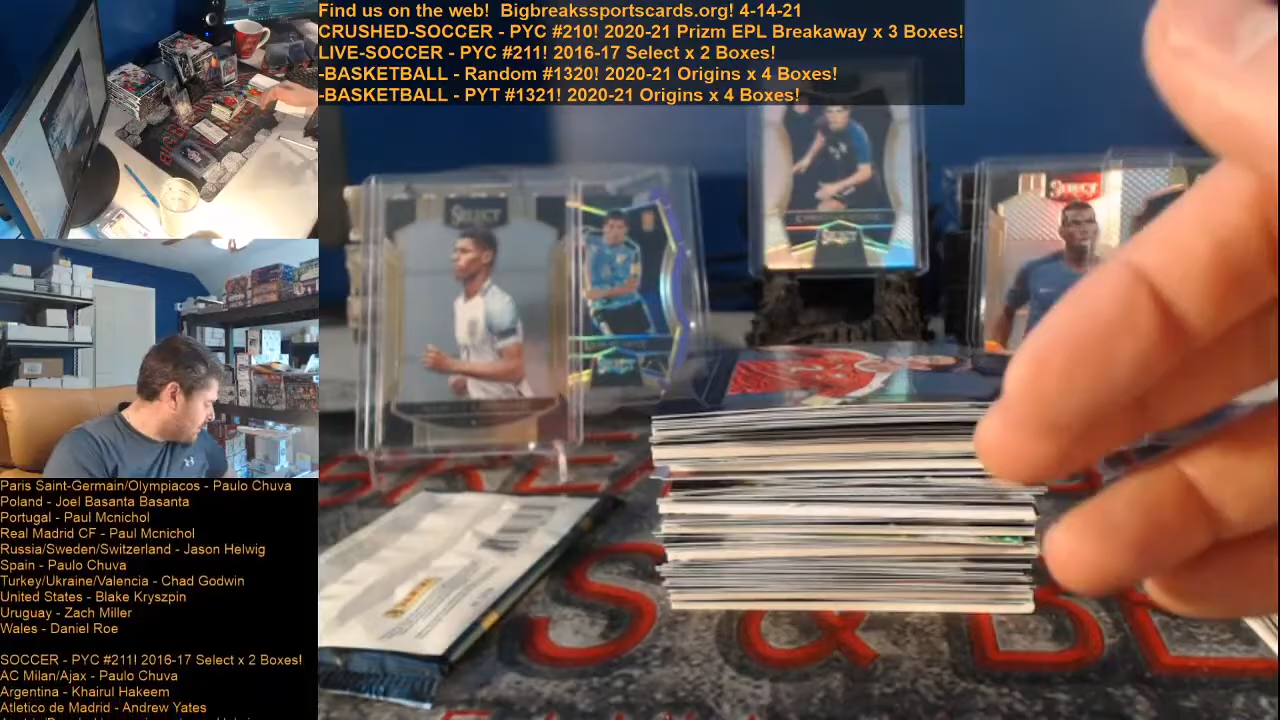 Find us on the web!  Bigbreakssportscards.org! 4-14-21
CRUSHED-SOCCER - PYC #210! 2020-21 Prizm EPL Breakaway x 3 Boxes!
LIVE-SOCCER - PYC #211! 2016-17 Select x 2 Boxes!
-BASKETBALL - Random #1320! 2020-21 Origins x 4 Boxes!
-BASKETBALL - PYT #1321! 2020-21 Origins x 4 Boxes!
SELECT
SELECT
S & BE
Paris Saint-Germain/Olympiacos - Paulo Chuva
Poland - Joel Basanta Basanta
Portugal - Paul Mcnichol
Real Madrid CF - Paul Mcnichol
Russia/Sweden/Switzerland - Jason Helwig
Spain - Paulo Chuva
Turkey/Ukraine/Valencia - Chad Godwin
United States - Blake Kryszpin
Uruguay - Zach Miller
Wales - Daniel Roe
SOCCER - PYC #211! 2016-17 Select x 2 Boxes!
AC Milan/Ajax - Paulo Chuva
Argentina - Khairul Hakeem
Atletico de Madrid - Andrew Yates